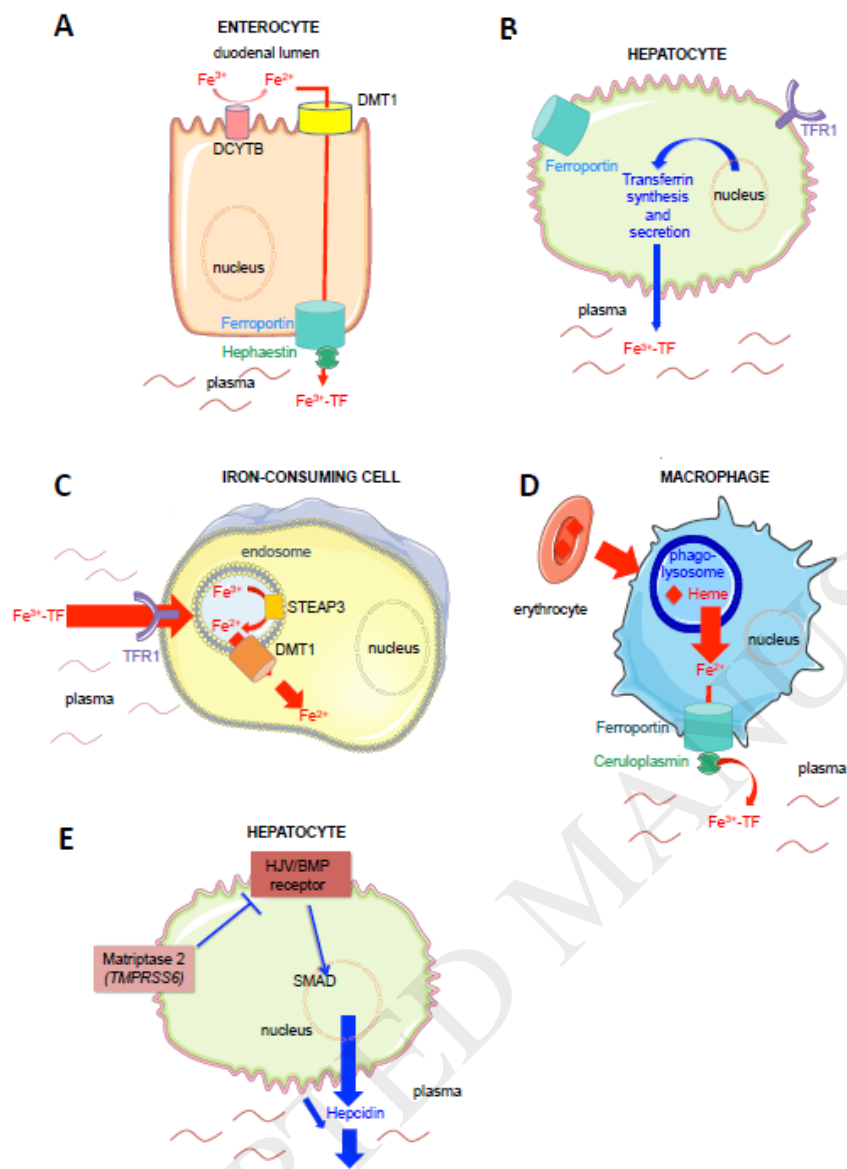 A
ENTEROCYTE
duodenal lumen
Fe³⁺
Fe²⁺
DMT1
DCYTB
nucleus
Ferroportin
Hephaestin
plasma
Fe³⁺-TF
B
HEPATOCYTE
TFR1
Ferroportin
Transferrin
synthesis
and
secretion
nucleus
plasma
Fe³⁺-TF
C
IRON-CONSUMING CELL
endosome
Fe³⁺
STEAP3
Fe³⁺-TF
Fe²⁺
TFR1
DMT1
nucleus
plasma
Fe²⁺
D
MACROPHAGE
phago-
lysosome
Heme
erythrocyte
nucleus
Fe²⁺
Ferroportin
Ceruloplasmin
plasma
Fe³⁺-TF
E
HEPATOCYTE
HJV/BMP
receptor
Matriptase 2
(TMPRSS6)
SMAD
nucleus
plasma
Hepcidin
PTED MANUS